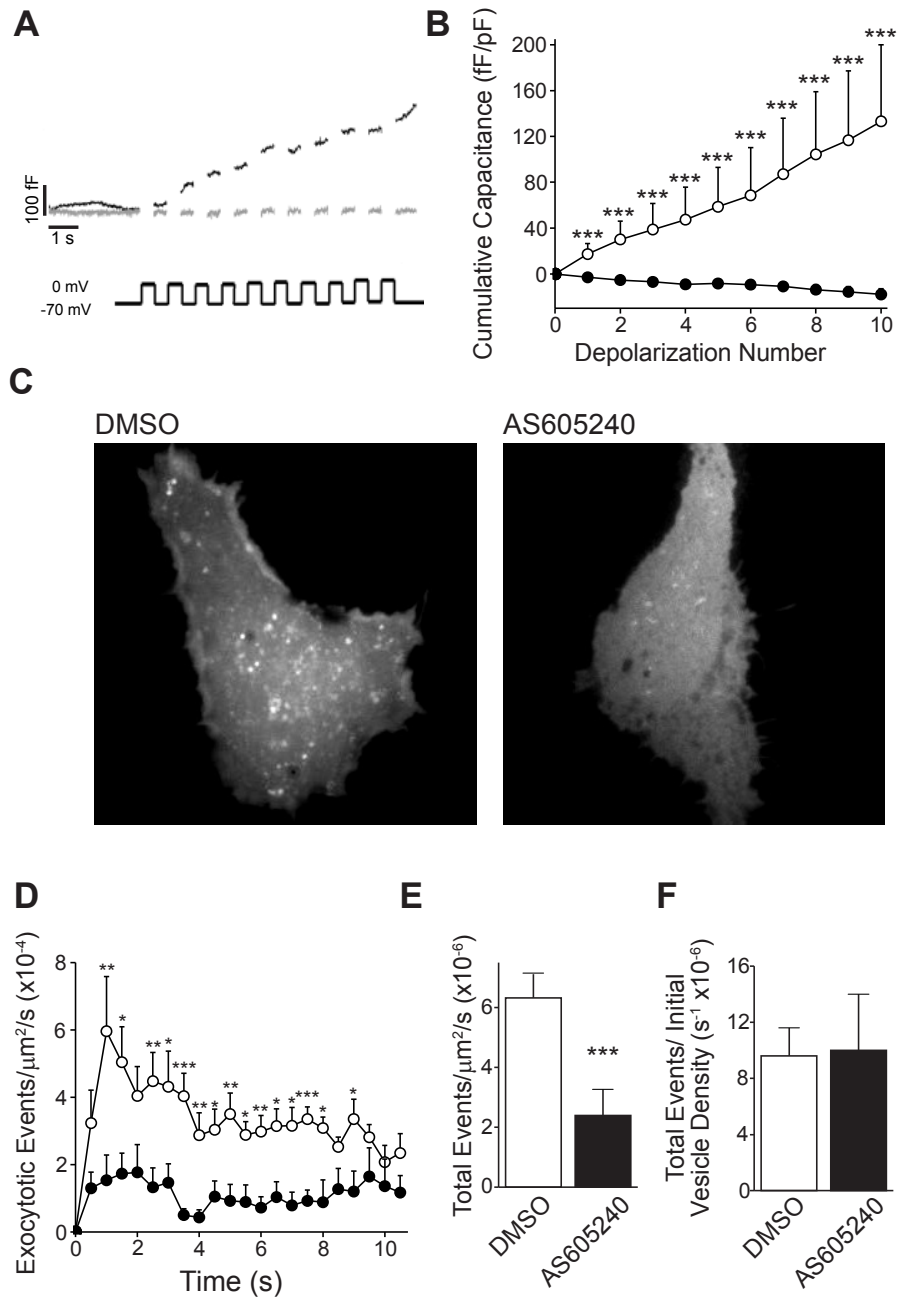 A
100 fF
1 s
0 mV
-70 mV
B
Cumulative Capacitance (fF/pF)
200
160
120
80
40
0
*** *** *** *** *** *** *** *** *** ***
0 2 4 6 8 10
Depolarization Number
C
DMSO
AS605240
D
Exocytotic Events/μm²/s (x10⁻⁴)
8
6
4
2
0
** * ** * *** ** * ** * ** * * *** * *
0 2 4 6 8 10
Time (s)
E
Total Events/μm²/s (x10⁻⁶)
6
4
2
0
***
DMSO
AS605240
F
Total Events/ Initial
Vesicle Density (s⁻¹ x10⁻⁶)
16
12
8
4
0
DMSO
AS605240